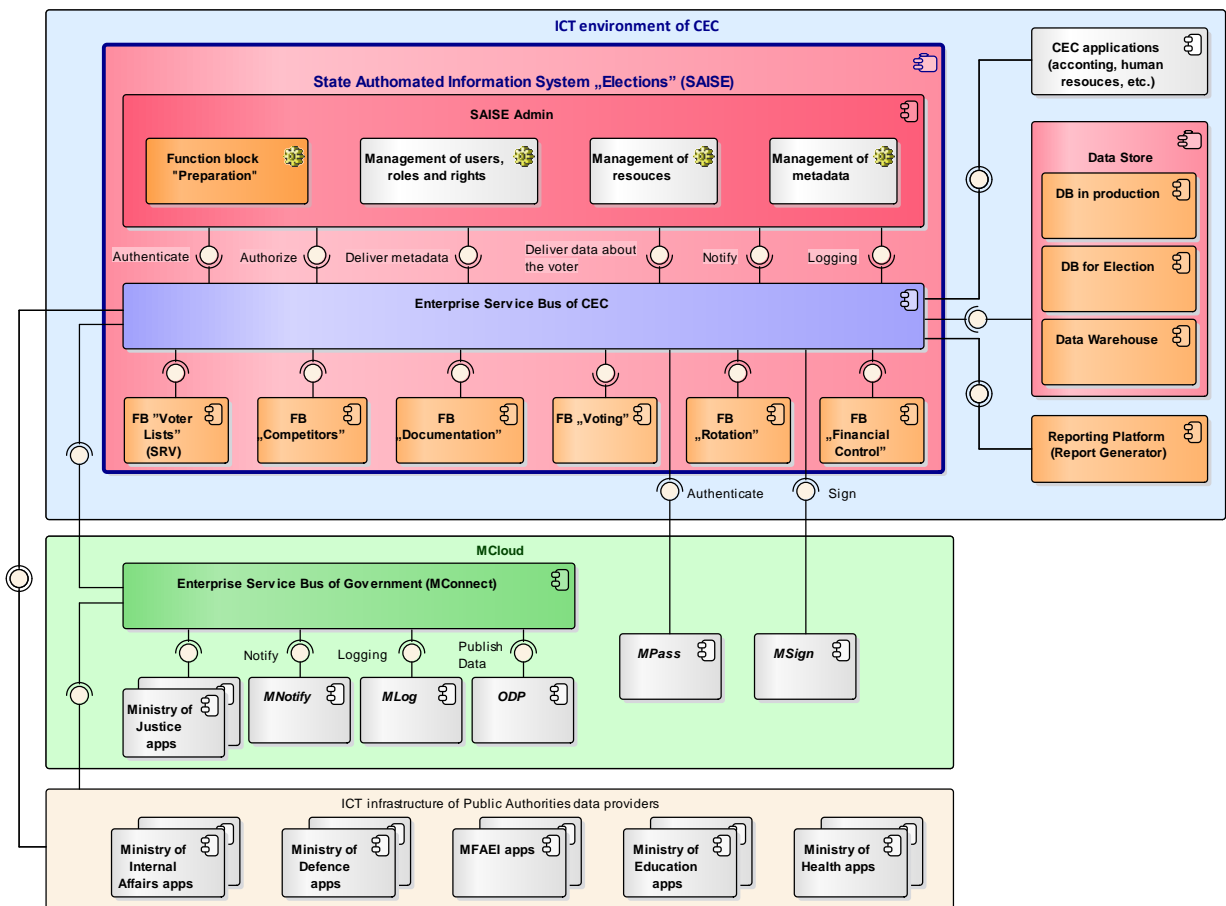 ICT environment of CEC
CEC applications
(acconting, human
resouces, etc.)
State Authomated Information System „Elections” (SAISE)
SAISE Admin
Function block
"Preparation"
Management of users,
roles and rights
Management of
resouces
Management of
metadata
Data Store
DB in production
DB for Election
Data Warehouse
Authenticate
Authorize
Deliver metadata
Deliver data about
the voter
Notify
Logging
Enterprise Service Bus of CEC
FB ”Voter
Lists”
(SRV)
FB
„Competitors”
FB
„Documentation”
FB „Voting”
FB
„Rotation”
FB
„Financial
Control”
Reporting Platform
(Report Generator)
Authenticate
Sign
MCloud
Enterprise Service Bus of Government (MConnect)
Notify
Logging
Publish
Data
MPass
MSign
Ministry of
Justice
apps
MNotify
MLog
ODP
ICT infrastructure of Public Authorities data providers
Ministry of
Internal
Affairs apps
Ministry of
Defence
apps
MFAEI apps
Ministry of
Education
apps
Ministry of
Health apps